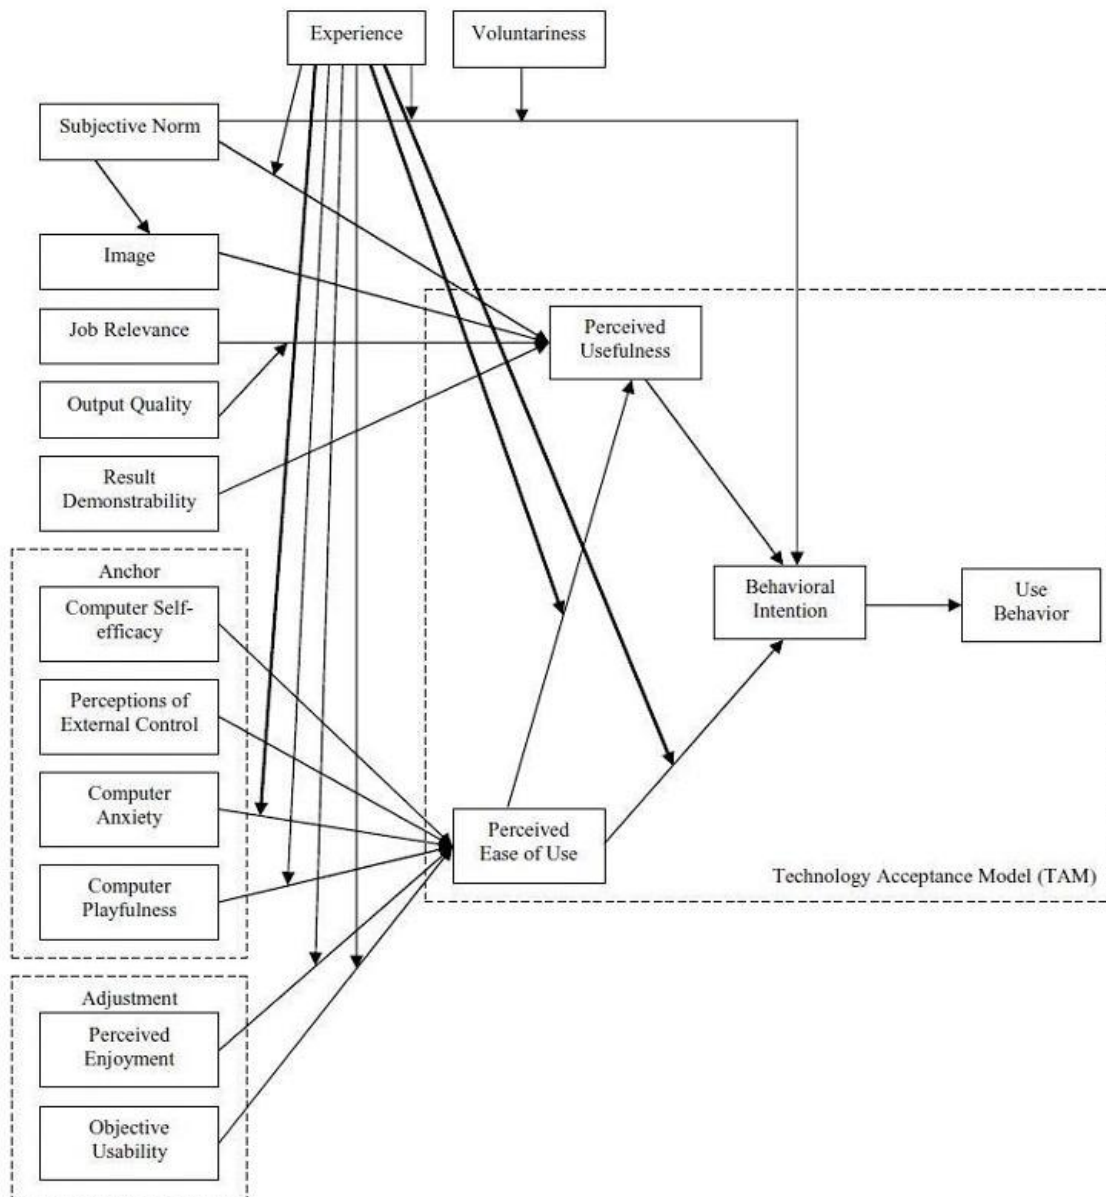 Experience
Voluntariness
Subjective Norm
Image
Job Relevance
Perceived
Usefulness
Output Quality
Result
Demonstrability
Anchor
Computer Self-
efficacy
Behavioral
Intention
Use
Behavior
Perceptions of
External Control
Computer
Anxiety
Perceived
Ease of Use
Computer
Playfulness
Technology Acceptance Model (TAM)
Adjustment
Perceived
Enjoyment
Objective
Usability